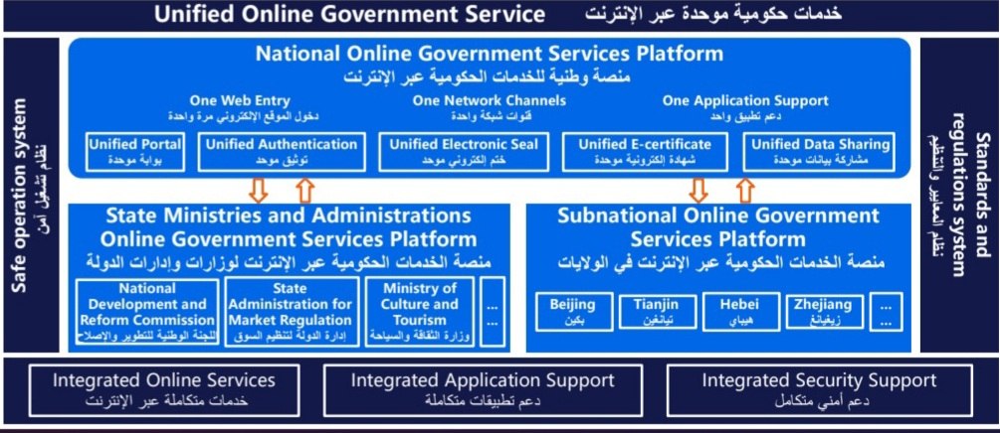 Unified Online Government Service خدمات حكومية موحدة عبر الإنترنت
Safe operation system
نظام تشغيل آمن
National Online Government Services Platform
منصة وطنية للخدمات الحكومية عبر الإنترنت
One Web Entry
دخول الموقع الإلكتروني مرة واحدة
One Network Channels
قنوات شبكة واحدة
One Application Support
دعم تطبيق واحد
Unified Portal
بوابة موحدة
Unified Authentication
توثيق موحد
Unified Electronic Seal
ختم إلكتروني موحد
Unified E-certificate
شهادة إلكترونية موحدة
Unified Data Sharing
مشاركة بيانات موحدة
State Ministries and Administrations
Online Government Services Platform
منصة الخدمات الحكومية عبر الإنترنت لوزارات وإدارات الدولة
National
Development and
Reform Commission
اللجنة الوطنية للتطوير والإصلاح
State
Administration for
Market Regulation
إدارة الدولة لتنظيم السوق
Ministry of
Culture and
Tourism
وزارة الثقافة والسياحة
...
...
Subnational Online Government
Services Platform
منصة الخدمات الحكومية عبر الإنترنت في الولايات
Beijing
بكين
Tianjin
تيانغين
Hebei
هيباي
Zhejiang
زيغيانغ
...
...
Standards and
regulations system
نظام المعايير والتنظيم
Integrated Online Services
خدمات متكاملة عبر الإنترنت
Integrated Application Support
دعم تطبيقات متكاملة
Integrated Security Support
دعم أمني متكامل